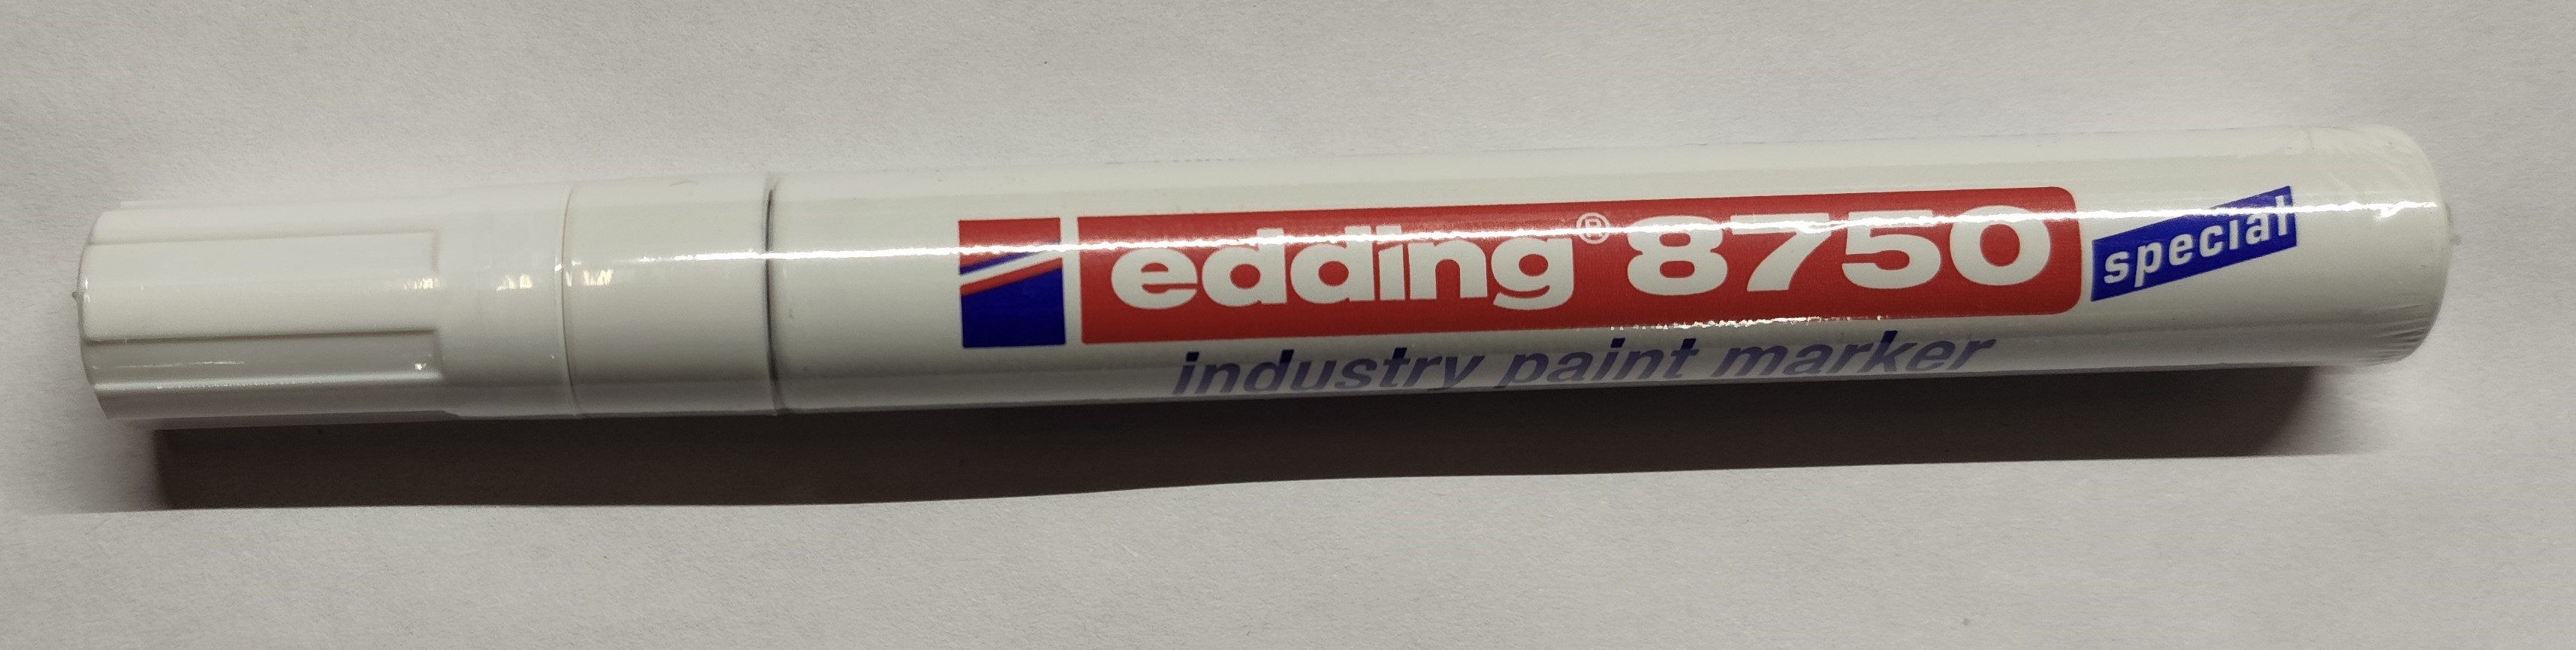 edding® 8750 special
industry paint marker